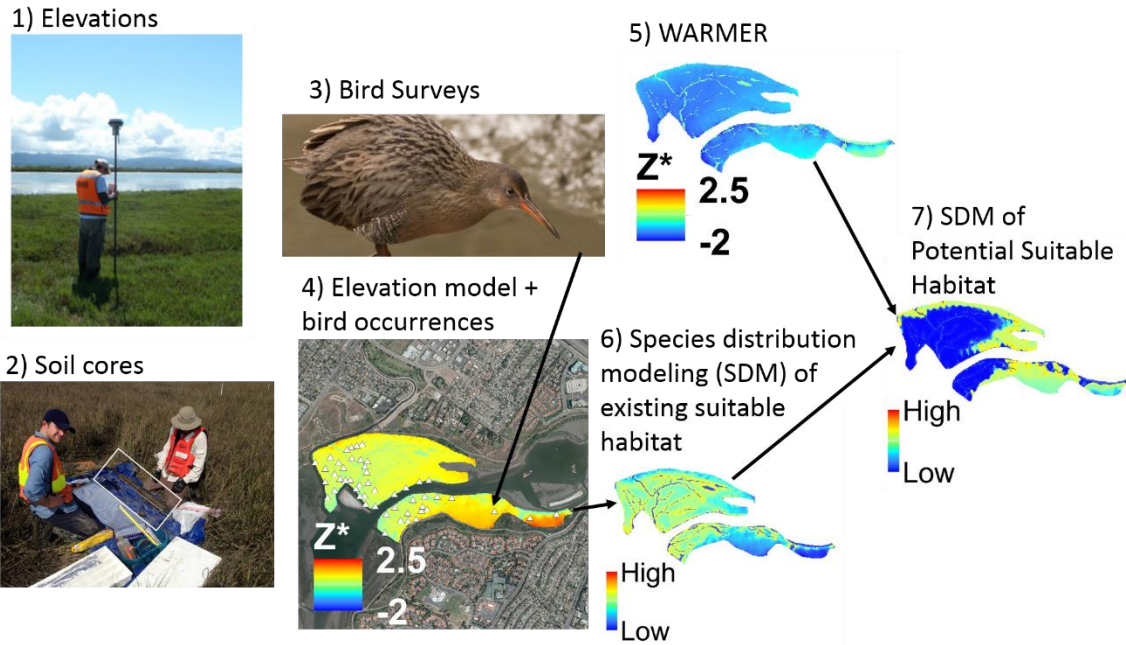 1) Elevations
2) Soil cores
3) Bird Surveys
4) Elevation model +
bird occurrences
Z*
2.5
-2
5) WARMER
Z*
2.5
-2
6) Species distribution
modeling (SDM) of
existing suitable
habitat
High
Low
7) SDM of
Potential Suitable
Habitat
High
Low